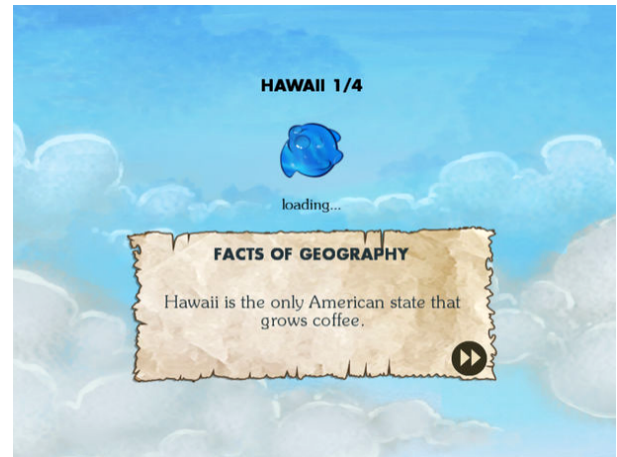 HAWAII 1/4
loading...
FACTS OF GEOGRAPHY
Hawaii is the only American state that
grows coffee.